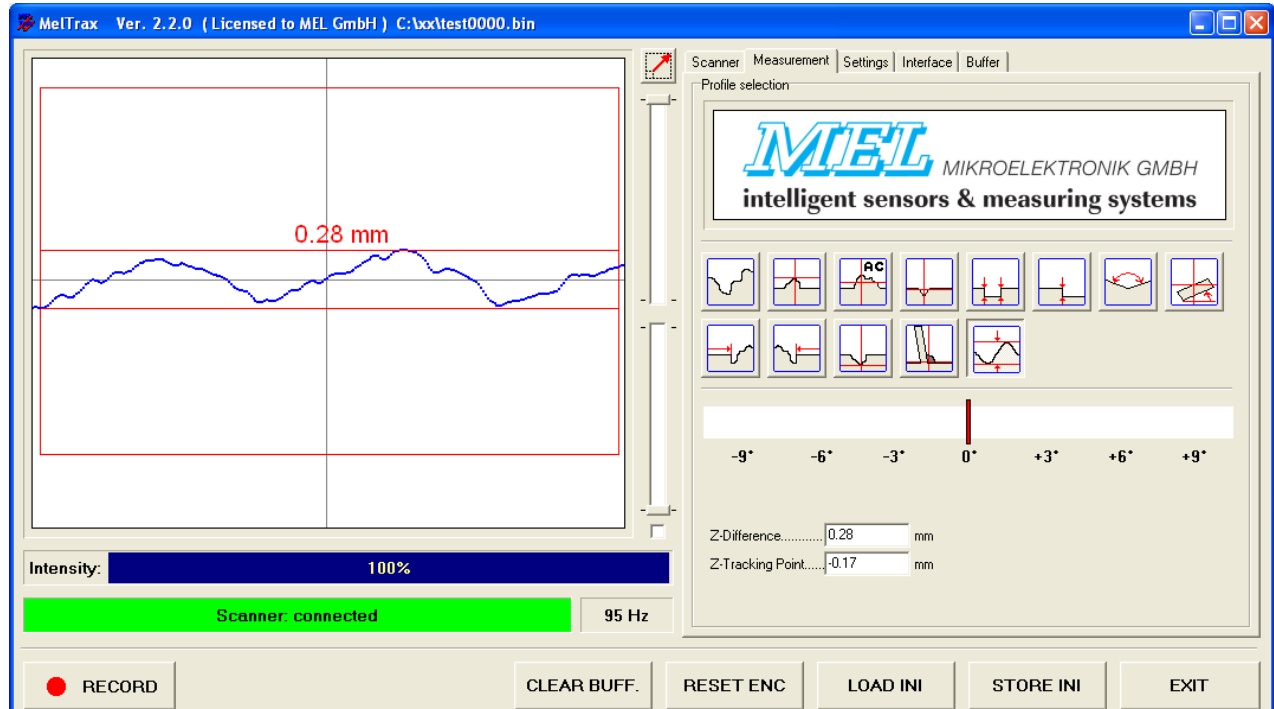 MelTrax Ver. 2.2.0 ( Licensed to MEL GmbH ) C:\xx\test0000.bin
Scanner Measurement Settings Interface Buffer
Profile selection
MEL MIKROELEKTRONIK GMBH
intelligent sensors & measuring systems
0.28 mm
AC
-9° -6° -3° 0° +3° +6° +9°
Z-Difference............ 0.28 mm
Z-Tracking Point...... -0.17 mm
Intensity: 100%
Scanner: connected 95 Hz
RECORD CLEAR BUFF. RESET ENC LOAD INI STORE INI EXIT